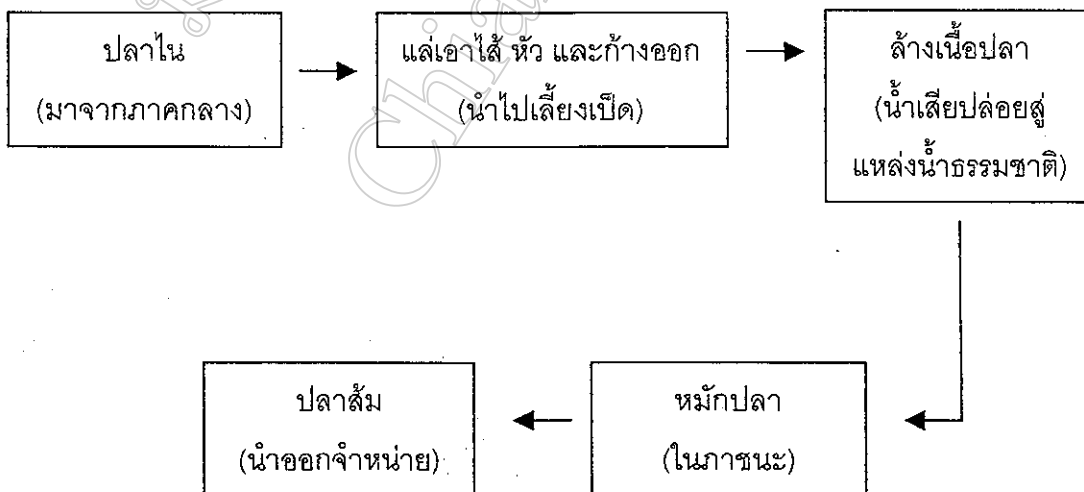 ปลาไน
(มาจากภาคกลาง)
แล่เอาไส้ หัว และก้างออก
(นำไปเลี้ยงเป็ด)
ล้างเนื้อปลา
(น้ำเสียปล่อยสู่
แหล่งน้ำธรรมชาติ)
หมักปลา
(ในภาชนะ)
ปลาส้ม
(นำออกจำหน่าย)